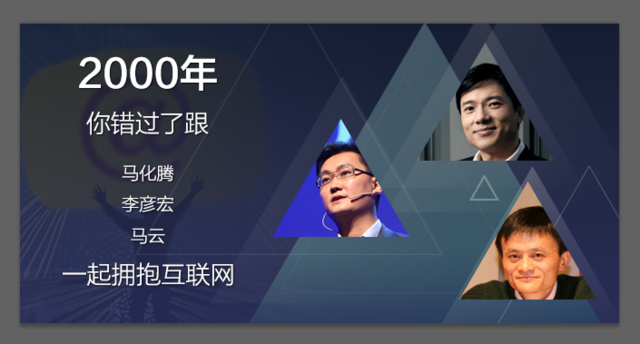 2000年
你错过了跟
马化腾
李彦宏
马云
一起拥抱互联网